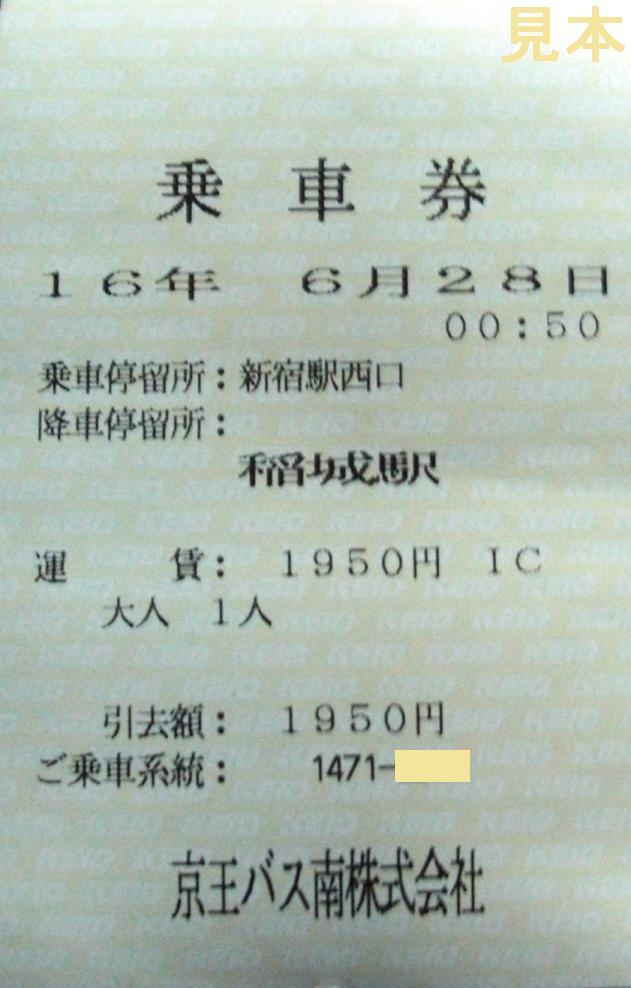 見本
乗車券
16年 6月28日
00:50
乗車停留所：新宿駅西口
降車停留所：
稲城駅
運 賃： 1950円 IC
大人 1人
引去額： 1950円
ご乗車系統： 1471-
京王バス南株式会社